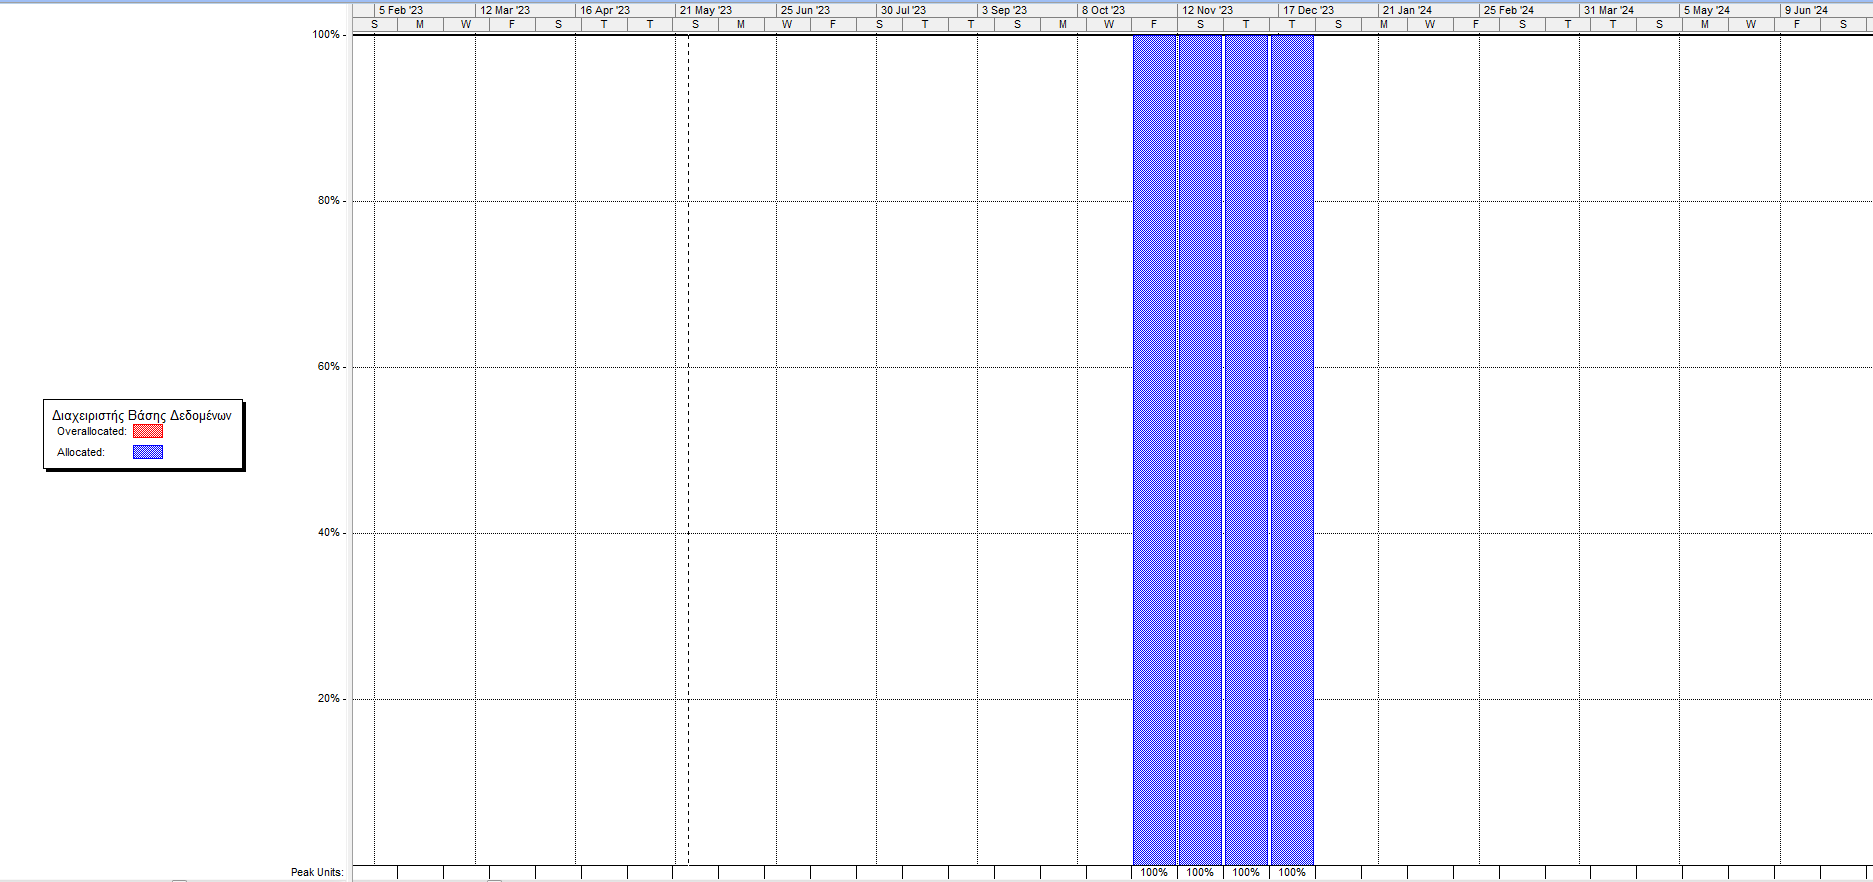 5 Feb '23 12 Mar '23 16 Apr '23 21 May '23 25 Jun '23 30 Jul '23 3 Sep '23 8 Oct '23 12 Nov '23 17 Dec '23 21 Jan '24 25 Feb '24 31 Mar '24 5 May '24 9 Jun '24
S M W F S T T S M W F S T T S M W F S T T S M W F S T T S M W F S
100%
80%
60%
Διαχειριστής Βάσης Δεδομένων
Overallocated:
Allocated:
40%
20%
Peak Units: 100% 100% 100% 100%